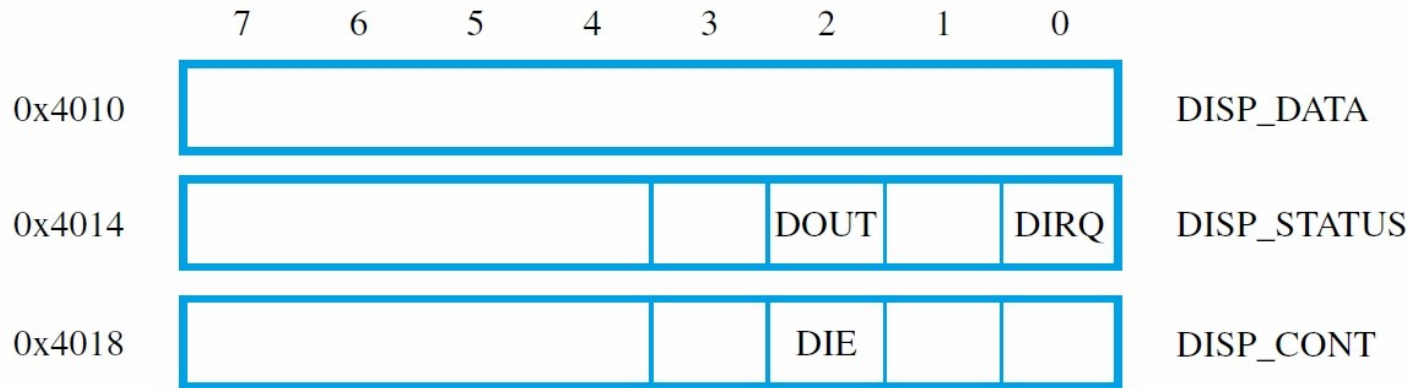 7 6 5 4 3 2 1 0
0x4010 DISP_DATA
0x4014 DOUT DIRQ DISP_STATUS
0x4018 DIE DISP_CONT